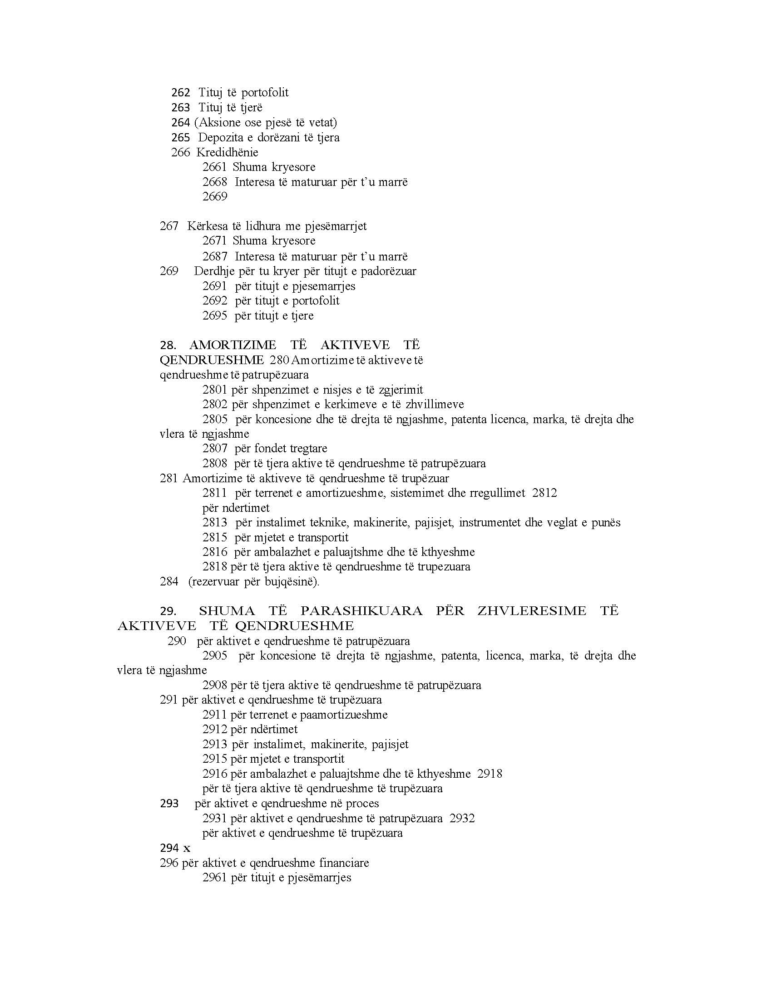 262 Tituj të portofolit
263 Tituj të tjerë
264 (Aksione ose pjesë të vetat)
265 Depozita e dorëzani të tjera
266 Kredidhënie
2661 Shuma kryesore
2668 Interesa të maturuar për t’u marrë
2669
267 Kërkesa të lidhura me pjesëmarrjet
2671 Shuma kryesore
2687 Interesa të maturuar për t’u marrë
269 Derdhje për tu kryer për titujt e padorëzuar
2691 për titujt e pjesemarrjes
2692 për titujt e portofolit
2695 për titujt e tjere
28. AMORTIZIME TË AKTIVEVE TË
QENDRUESHME 280 Amortizime të aktiveve të
qendrueshme të patrupëzuara
2801 për shpenzimet e nisjes e të zgjerimit
2802 për shpenzimet e kerkimeve e të zhvillimeve
2805 për koncesione dhe të drejta të ngjashme, patenta licenca, marka, të drejta dhe
vlera të ngjashme
2807 për fondet tregtare
2808 për të tjera aktive të qendrueshme të patrupëzuara
281 Amortizime të aktiveve të qendrueshme të trupëzuar
2811 për terrenet e amortizueshme, sistemimet dhe rregullimet 2812
për ndertimet
2813 për instalimet teknike, makinerite, pajisjet, instrumentet dhe veglat e punës
2815 për mjetet e transportit
2816 për ambalazhet e paluajtshme dhe të kthyeshme
2818 për të tjera aktive të qendrueshme të trupezuara
284 (rezervuar për bujqësinë).
29. SHUMA TË PARASHIKUARA PËR ZHVLERESIME TË
AKTIVEVE TË QENDRUESHME
290 për aktivet e qendrueshme të patrupëzuara
2905 për koncesione të drejta të ngjashme, patenta, licenca, marka, të drejta dhe
vlera të ngjashme
2908 për të tjera aktive të qendrueshme të patrupëzuara
291 për aktivet e qendrueshme të trupëzuara
2911 për terrenet e paamortizueshme
2912 për ndërtimet
2913 për instalimet, makinerite, pajisjet
2915 për mjetet e transportit
2916 për ambalazhet e paluajtshme dhe të kthyeshme 2918
për të tjera aktive të qendrueshme të trupëzuara
293 për aktivet e qendrueshme në proces
2931 për aktivet e qendrueshme të patrupëzuara 2932
për aktivet e qendrueshme të trupëzuara
294 x
296 për aktivet e qendrueshme financiare
2961 për titujt e pjesëmarrjes